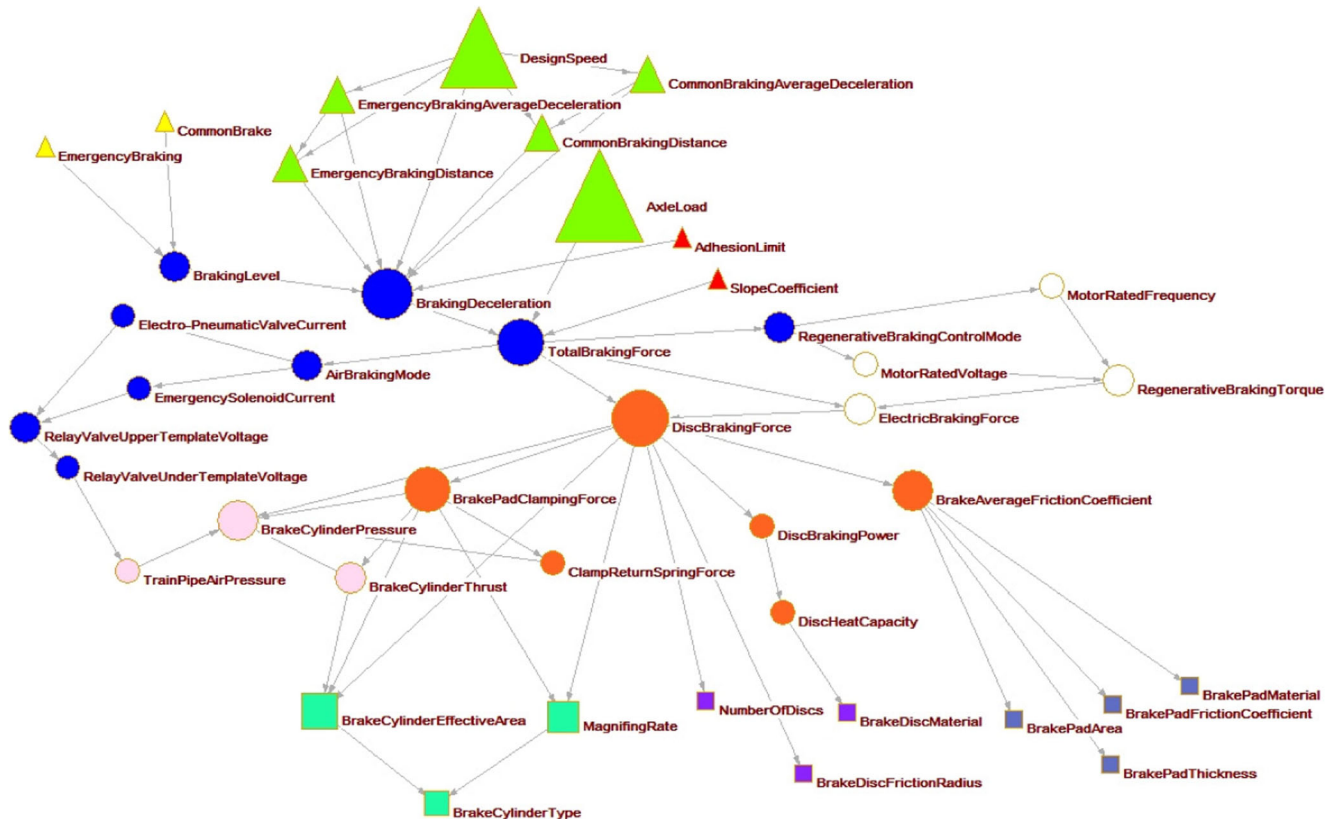 DesignSpeed
CommonBrakingAverageDeceleration
EmergencyBrakingAverageDeceleration
CommonBrake
CommonBrakingDistance
EmergencyBraking
EmergencyBrakingDistance
AxleLoad
AdhesionLimit
BrakingLevel
SlopeCoefficient
MotorRatedFrequency
BrakingDeceleration
Electro-PneumaticValveCurrent
RegenerativeBrakingControlMode
TotalBrakingForce
AirBrakingMode
MotorRatedVoltage
RegenerativeBrakingTorque
EmergencySolenoidCurrent
ElectricBrakingForce
DiscBrakingForce
RelayValveUpperTemplateVoltage
RelayValveUnderTemplateVoltage
BrakePadClampingForce
BrakeAverageFrictionCoefficient
BrakeCylinderPressure
DiscBrakingPower
ClampReturnSpringForce
TrainPipeAirPressure
BrakeCylinderThrust
DiscHeatCapacity
BrakePadMaterial
NumberOfDiscs
BrakePadFrictionCoefficient
BrakeCylinderEffectiveArea
BrakeDiscMaterial
MagnifingRate
BrakePadArea
BrakePadThickness
BrakeDiscFrictionRadius
BrakeCylinderType